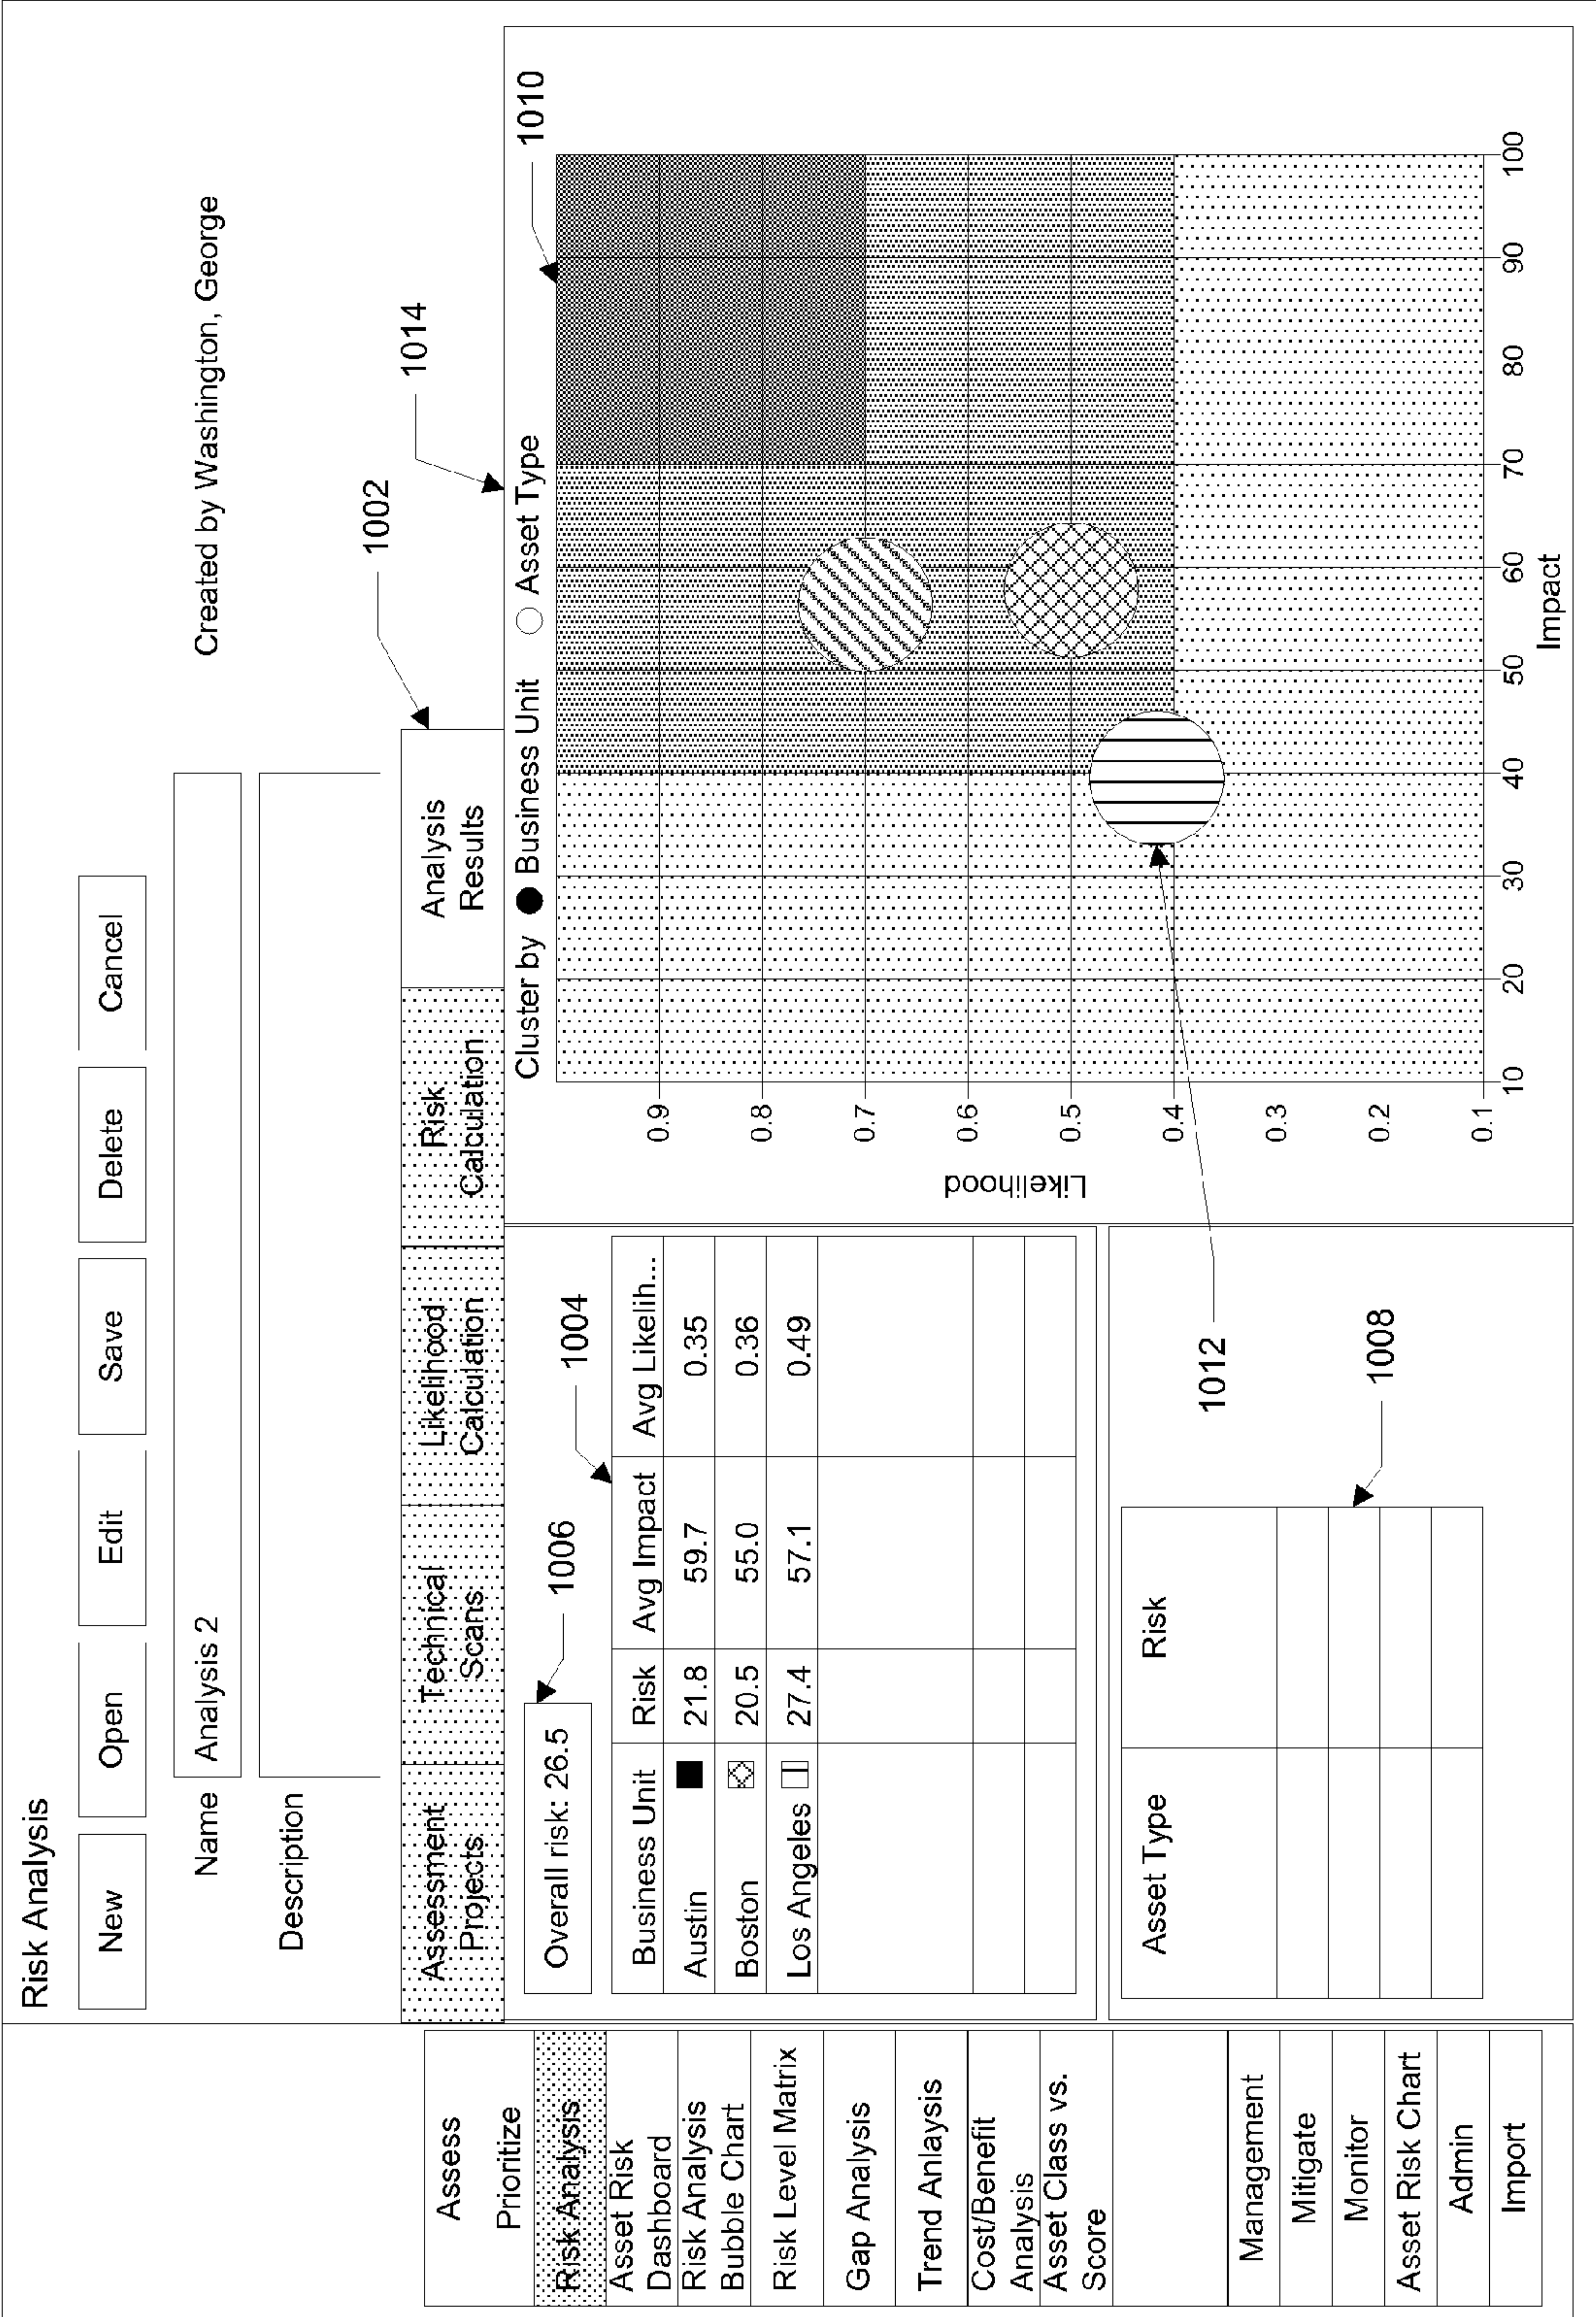 Risk Analysis
New
Open
Edit
Save
Delete
Cancel
Name
Analysis 2
Created by Washington, George
Description
1002
1014
Assess
Prioritize
Risk Analysis
Asset Risk
Dashboard
Risk Analysis
Bubble Chart
Risk Level Matrix
Gap Analysis
Trend Anlaysis
Cost/Benefit
Analysis
Asset Class vs.
Score
Management
Mitigate
Monitor
Asset Risk Chart
Admin
Import
Assessment
Projects
Technical
Scans
Likelihood
Calculation
Risk
Calculation
Analysis
Results
Overall risk: 26.5
1006
1004
Business Unit Risk Avg Impact Avg Likelih...
Austin 21.8 59.7 0.35
Boston 20.5 55.0 0.36
Los Angeles 27.4 57.1 0.49
Asset Type Risk
1008
1012
Cluster by Business Unit Asset Type
1010
Likelihood
0.9
0.8
0.7
0.6
0.5
0.4
0.3
0.2
0.1
10 20 30 40 50 60 70 80 90 100
Impact